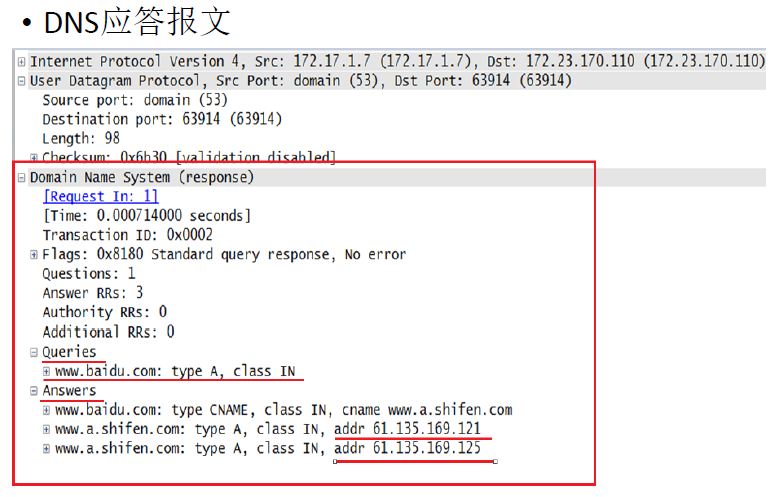 • DNS应答报文
Internet Protocol Version 4, Src: 172.17.1.7 (172.17.1.7), Dst: 172.23.170.110 (172.23.170.110)
User Datagram Protocol, Src Port: domain (53), Dst Port: 63914 (63914)
Source port: domain (53)
Destination port: 63914 (63914)
Length: 98
Checksum: 0x6b30 [validation disabled]
Domain Name System (response)
[Request In: 1]
[Time: 0.000714000 seconds]
Transaction ID: 0x0002
Flags: 0x8180 Standard query response, No error
Questions: 1
Answer RRs: 3
Authority RRs: 0
Additional RRs: 0
Queries
www.baidu.com: type A, class IN
Answers
www.baidu.com: type CNAME, class IN, cname www.a.shifen.com
www.a.shifen.com: type A, class IN, addr 61.135.169.121
www.a.shifen.com: type A, class IN, addr 61.135.169.125